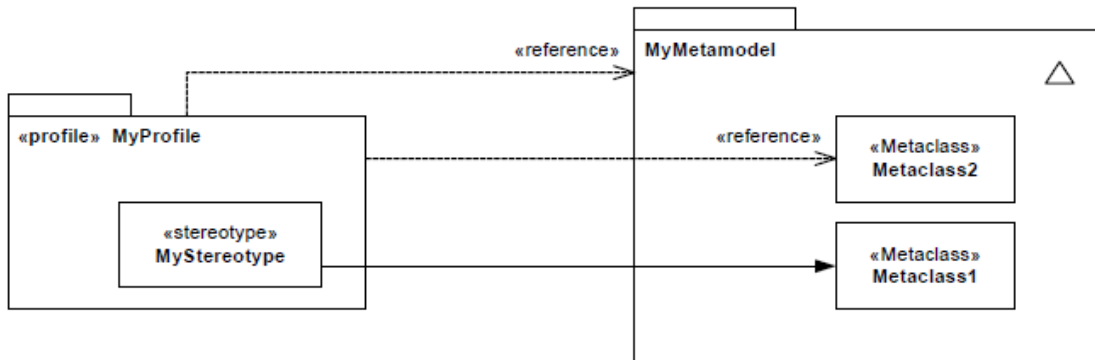 «reference»
MyMetamodel
«profile» MyProfile
«reference»
«Metaclass»
Metaclass2
«stereotype»
MyStereotype
«Metaclass»
Metaclass1